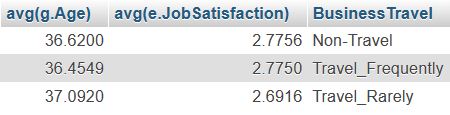 avg(g.Age) avg(e.JobSatisfaction) BusinessTravel
36.6200 2.7756 Non-Travel
36.4549 2.7750 Travel_Frequently
37.0920 2.6916 Travel_Rarely